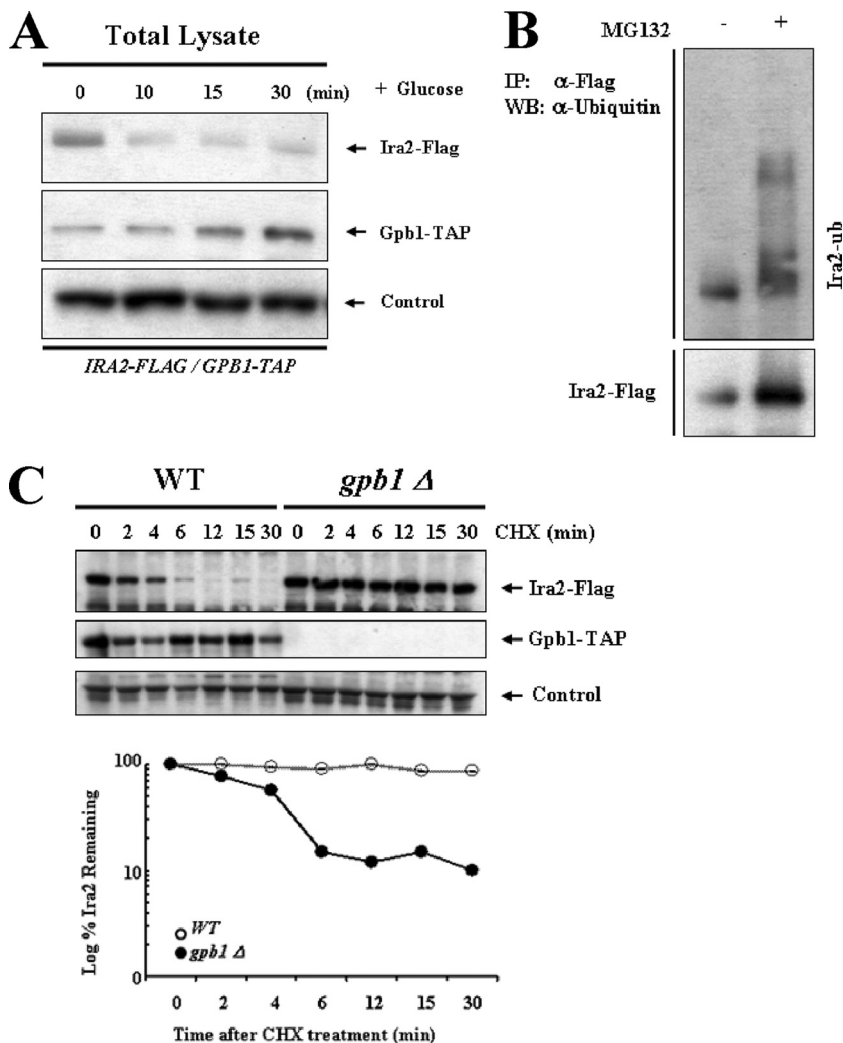 A
Total Lysate
0 10 15 30 (min) + Glucose
Ira2-Flag
Gpb1-TAP
Control
IRA2-FLAG / GPB1-TAP
B
MG132 - +
IP: α-Flag
WB: α-Ubiquitin
Ira2-ub
Ira2-Flag
C
WT gpb1 Δ
0 2 4 6 12 15 30 0 2 4 6 12 15 30 CHX (min)
Ira2-Flag
Gpb1-TAP
Control
Log % Ira2 Remaining
100
10
0
WT
gpb1 Δ
0 2 4 6 12 15 30
Time after CHX treatment (min)